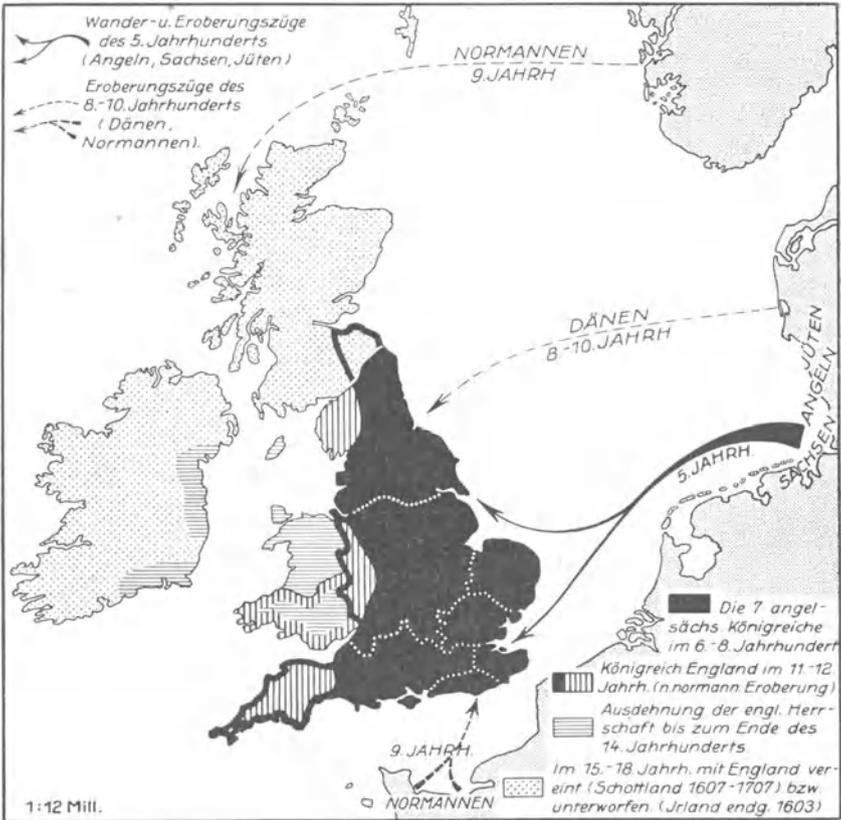 Wander- u. Eroberungszüge
des 5. Jahrhunderts
(Angeln, Sachsen, Jüten)
Eroberungszüge des
8.-10. Jahrhunderts
(Dänen,
Normannen).
NORMANNEN
9. JAHRH
DÄNEN
8.-10. JAHRH
JÜTEN
ANGELN
SACHSEN
5. JAHRH.
Die 7 angel-
sächs. Königreiche
im 6.-8. Jahrhundert
Königreich England im 11.-12.
Jahrh. (n. normann. Eroberung)
Ausdehnung der engl. Herr-
schaft bis zum Ende des
14. Jahrhunderts
Im 15.-18. Jahrh. mit England ver-
eint (Schottland 1607-1707) bzw.
unterworfen. (Jrland endg. 1603)
9. JAHRH.
NORMANNEN
1:12 Mill.